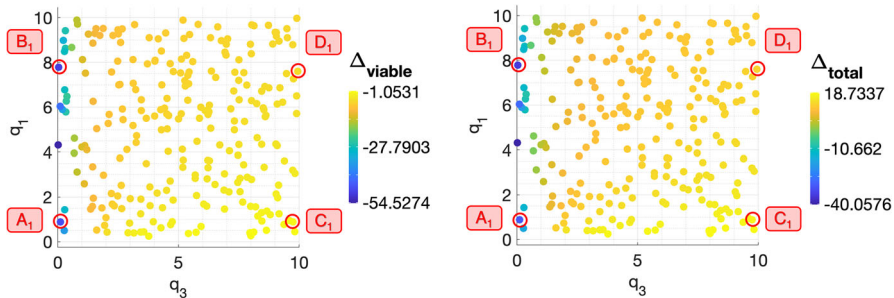 B₁
D₁
A₁
C₁
10
8
6
4
2
0
q₁
0
5
10
q₃
Δviable
-1.0531
-27.7903
-54.5274
B₁
D₁
A₁
C₁
10
8
6
4
2
0
q₁
0
5
10
q₃
Δtotal
18.7337
-10.662
-40.0576